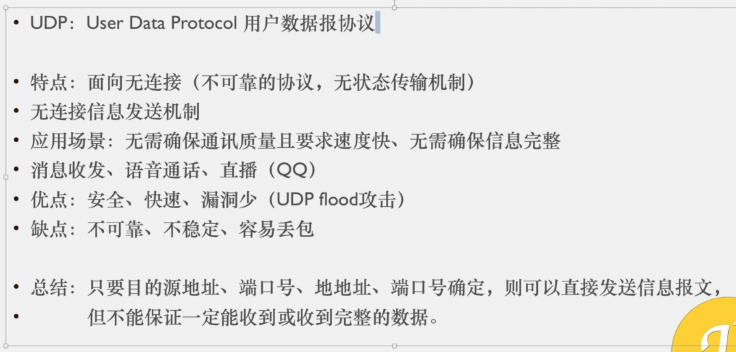 • UDP：User Data Protocol 用户数据报协议
• 特点：面向无连接（不可靠的协议，无状态传输机制）
• 无连接信息发送机制
• 应用场景：无需确保通讯质量且要求速度快、无需确保信息完整
• 消息收发、语音通话、直播（QQ）
• 优点：安全、快速、漏洞少（UDP flood攻击）
• 缺点：不可靠、不稳定、容易丢包
• 总结：只要目的源地址、端口号、地地址、端口号确定，则可以直接发送信息报文，
• 但不能保证一定能收到或收到完整的数据。